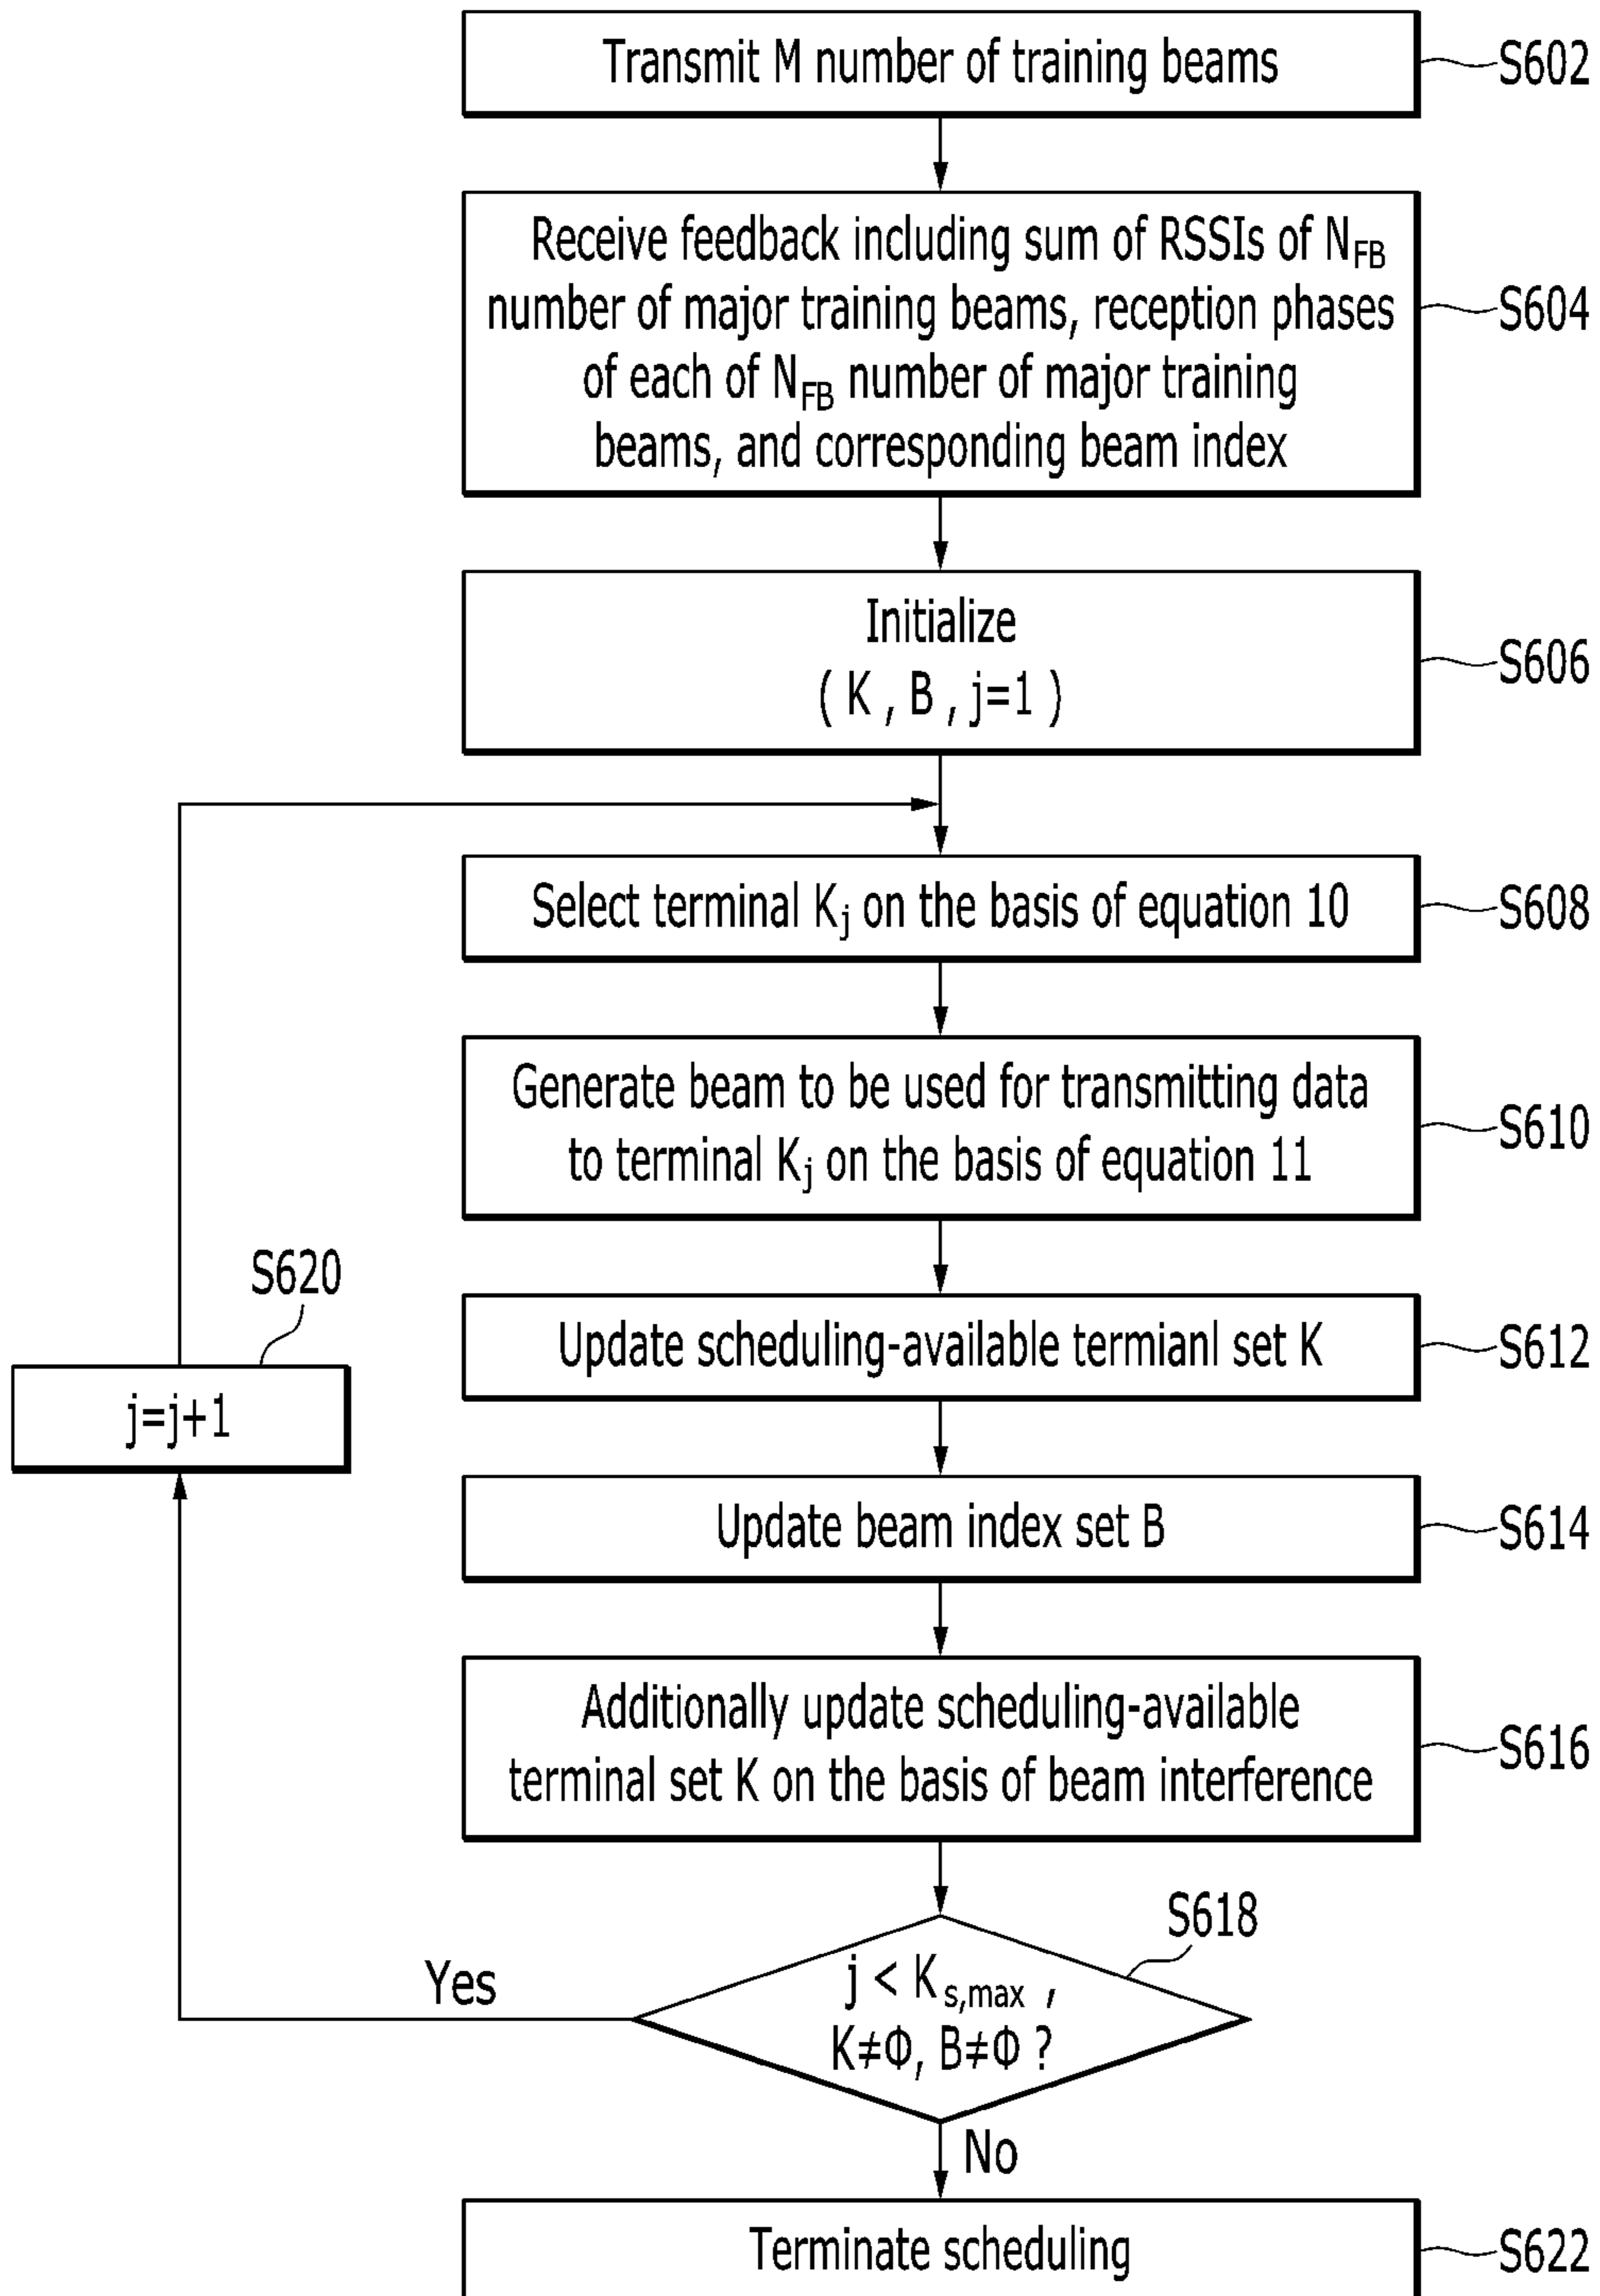 Transmit M number of training beams
S602
Receive feedback including sum of RSSIs of N_FB
number of major training beams, reception phases
of each of N_FB number of major training
beams, and corresponding beam index
S604
Initialize
( K , B , j=1 )
S606
Select terminal K_j on the basis of equation 10
S608
Generate beam to be used for transmitting data
to terminal K_j on the basis of equation 11
S610
S620
j=j+1
Update scheduling-available termianl set K
S612
Update beam index set B
S614
Additionally update scheduling-available
terminal set K on the basis of beam interference
S616
S618
Yes
j < K_s,max ,
K≠Φ, B≠Φ ?
No
Terminate scheduling
S622